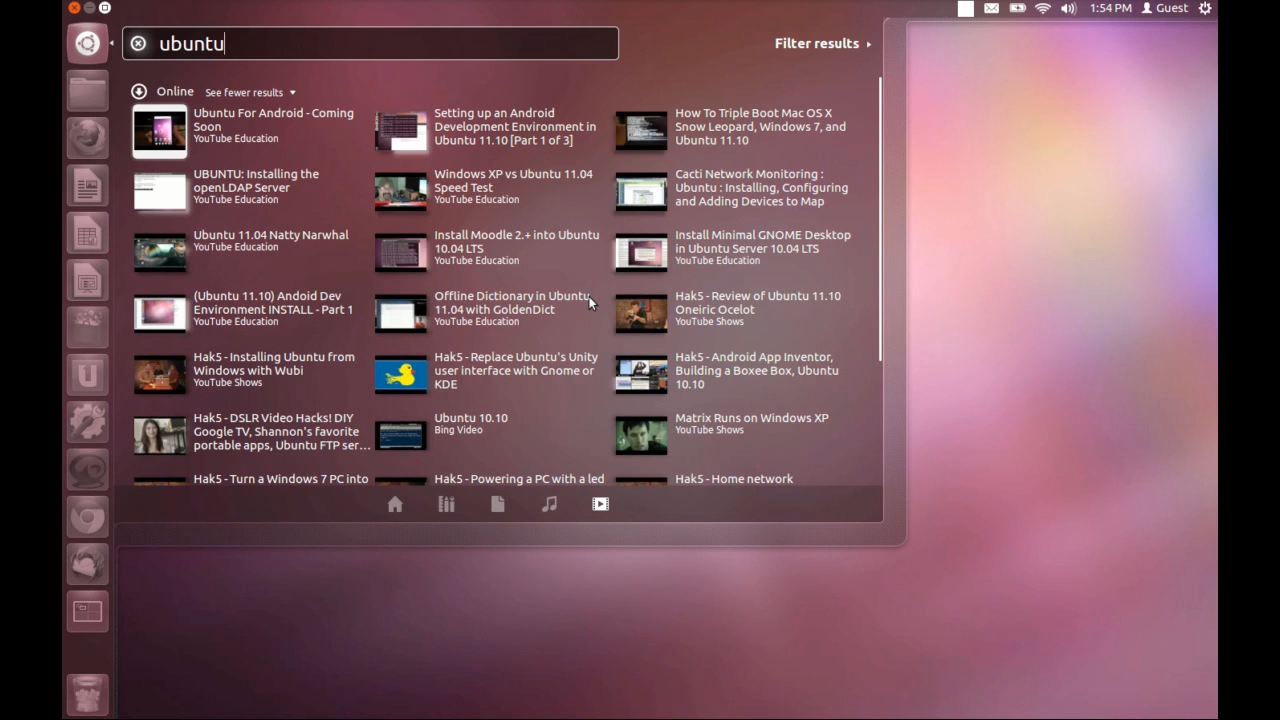 1:54 PM Guest
ubuntu
Filter results
Online See fewer results
Ubuntu For Android - Coming
Soon
YouTube Education
Setting up an Android
Development Environment in
Ubuntu 11.10 [Part 1 of 3]
How To Triple Boot Mac OS X
Snow Leopard, Windows 7, and
Ubuntu 11.10
UBUNTU: Installing the
openLDAP Server
YouTube Education
Windows XP vs Ubuntu 11.04
Speed Test
YouTube Education
Cacti Network Monitoring :
Ubuntu : Installing, Configuring
and Adding Devices to Map
Ubuntu 11.04 Natty Narwhal
YouTube Education
Install Moodle 2.+ into Ubuntu
10.04 LTS
YouTube Education
Install Minimal GNOME Desktop
in Ubuntu Server 10.04 LTS
YouTube Education
(Ubuntu 11.10) Andoid Dev
Environment INSTALL - Part 1
YouTube Education
Offline Dictionary in Ubuntu
11.04 with GoldenDict
YouTube Education
Hak5 - Review of Ubuntu 11.10
Oneiric Ocelot
YouTube Shows
Hak5 - Installing Ubuntu from
Windows with Wubi
YouTube Shows
Hak5 - Replace Ubuntu's Unity
user interface with Gnome or
KDE
Hak5 - Android App Inventor,
Building a Boxee Box, Ubuntu
10.10
Hak5 - DSLR Video Hacks! DIY
Google TV, Shannon's favorite
portable apps, Ubuntu FTP ser...
Ubuntu 10.10
Bing Video
Matrix Runs on Windows XP
YouTube Shows
Hak5 - Turn a Windows 7 PC into
Hak5 - Powering a PC with a led
Hak5 - Home network